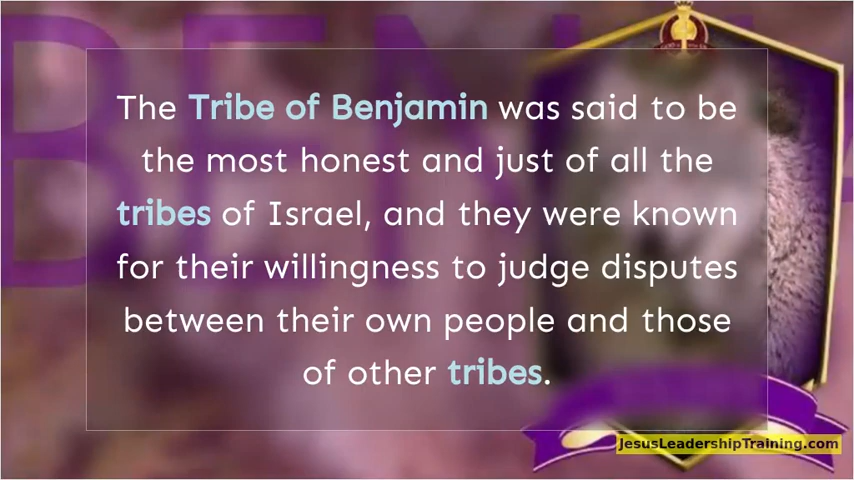 BENJA
The Tribe of Benjamin was said to be
the most honest and just of all the
tribes of Israel, and they were known
for their willingness to judge disputes
between their own people and those
of other tribes.
JesusLeadershipTraining.com